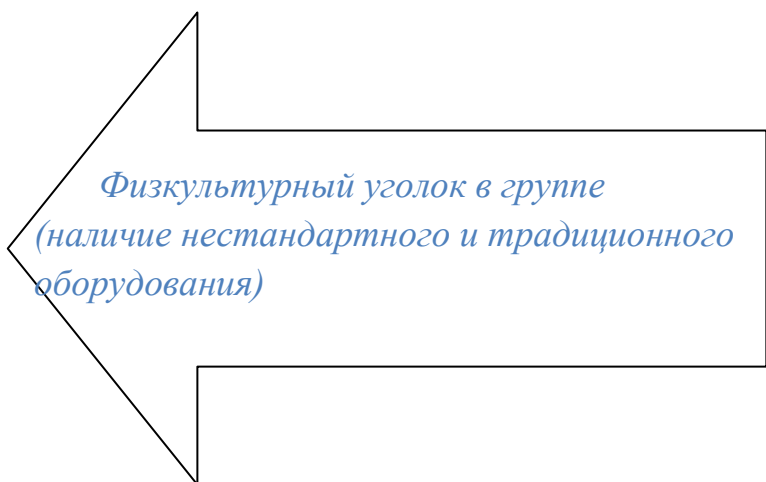 Физкультурный уголок в группе
(наличие нестандартного и традиционного
оборудования)